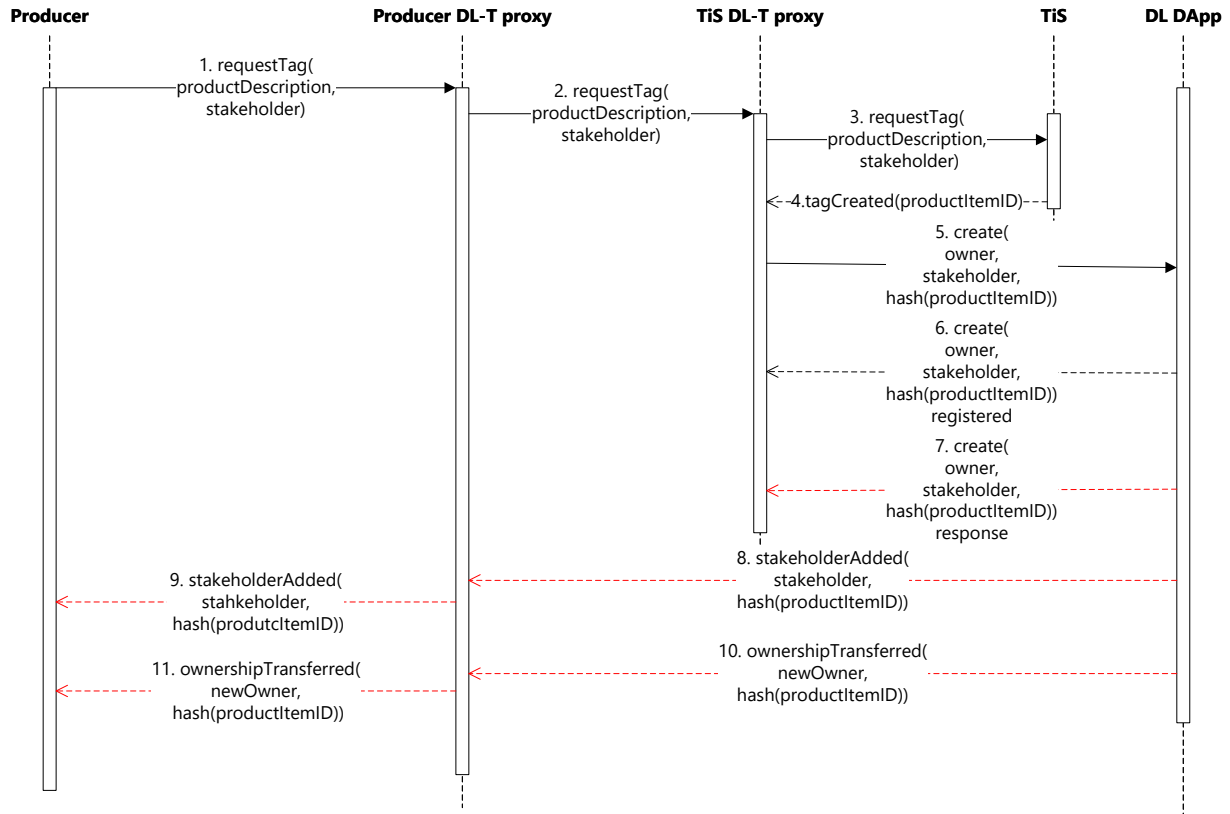 Producer
Producer DL-T proxy
TiS DL-T proxy
TiS
DL DApp
1. requestTag(
productDescription,
stakeholder)
2. requestTag(
productDescription,
stakeholder)
3. requestTag(
productDescription,
stakeholder)
4.tagCreated(productItemID)
5. create(
owner,
stakeholder,
hash(productItemID))
6. create(
owner,
stakeholder,
hash(productItemID))
registered
7. create(
owner,
stakeholder,
hash(productItemID))
response
8. stakeholderAdded(
stakeholder,
hash(productItemID))
9. stakeholderAdded(
stahkeholder,
hash(produtcItemID))
10. ownershipTransferred(
newOwner,
hash(productItemID))
11. ownershipTransferred(
newOwner,
hash(productItemID))